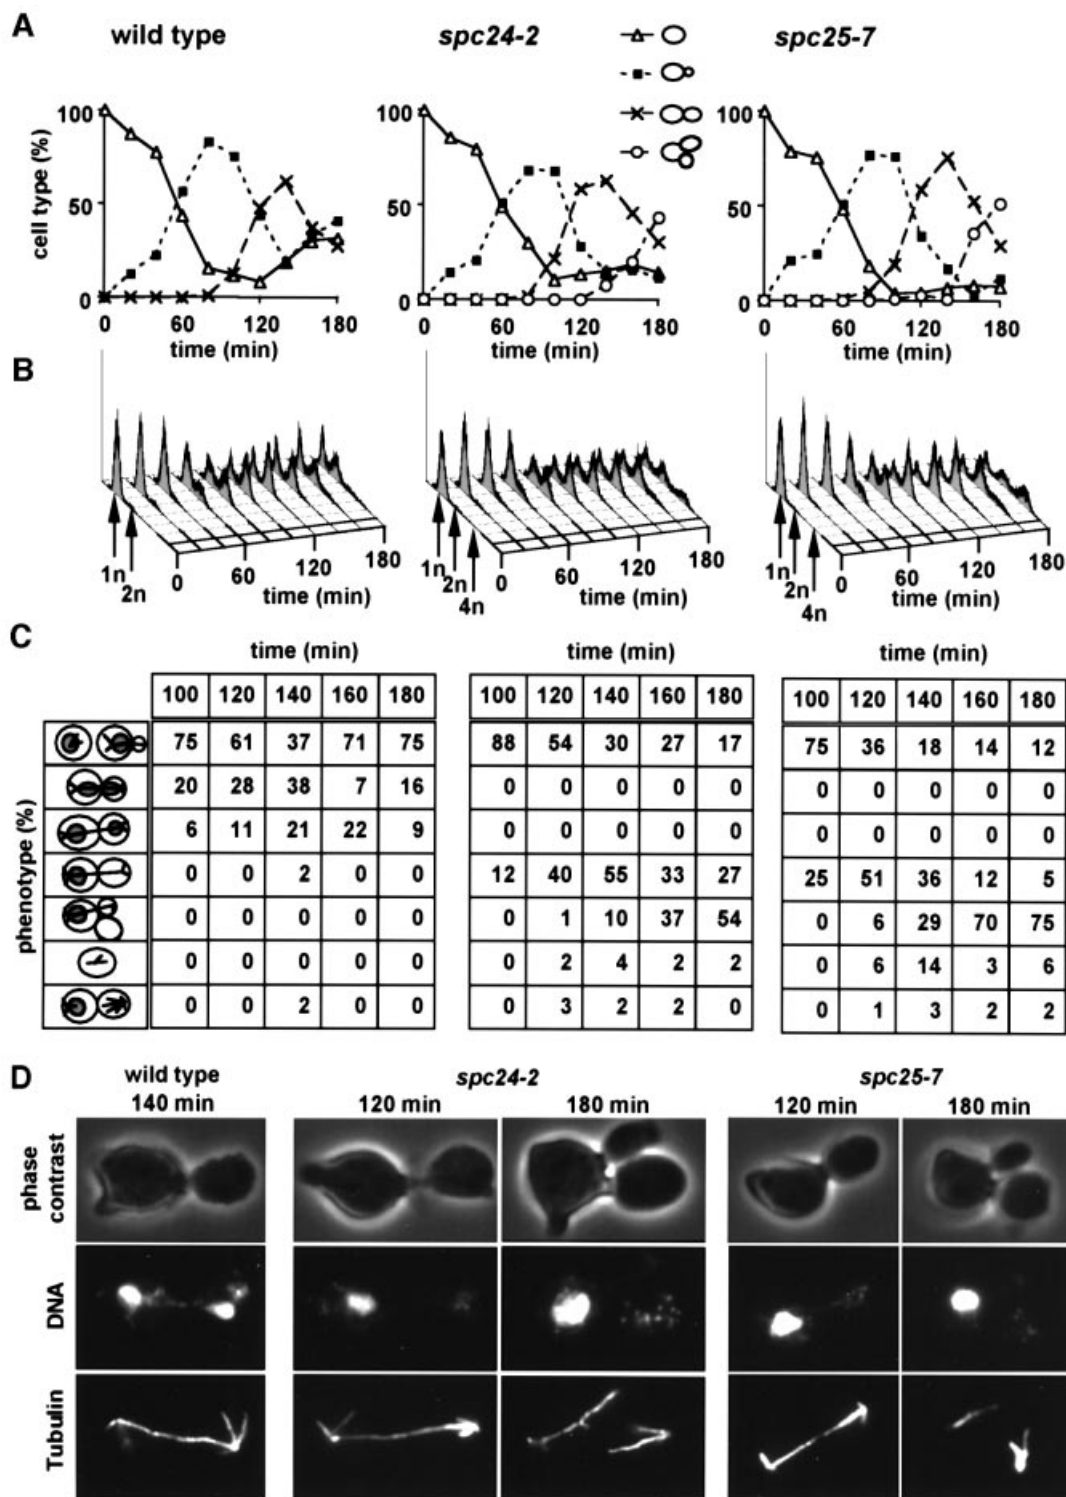 A
wild type
spc24-2
spc25-7
cell type (%)
100
50
0
0 60 120 180
time (min)
100
50
0
0 60 120 180
time (min)
100
50
0
0 60 120 180
time (min)
B
1n
2n
0 60 120 180
time (min)
1n
2n
4n
0 60 120 180
time (min)
1n
2n
4n
0 60 120 180
time (min)
C
phenotype (%)
time (min)
100 120 140 160 180
75 61 37 71 75
20 28 38 7 16
6 11 21 22 9
0 0 2 0 0
0 0 0 0 0
0 0 0 0 0
0 0 2 0 0
time (min)
100 120 140 160 180
88 54 30 27 17
0 0 0 0 0
0 0 0 0 0
12 40 55 33 27
0 1 10 37 54
0 2 4 2 2
0 3 2 2 0
time (min)
100 120 140 160 180
75 36 18 14 12
0 0 0 0 0
0 0 0 0 0
25 51 36 12 5
0 6 29 70 75
0 6 14 3 6
0 1 3 2 2
D
wild type
140 min
spc24-2
120 min 180 min
spc25-7
120 min 180 min
phase
contrast
DNA
Tubulin